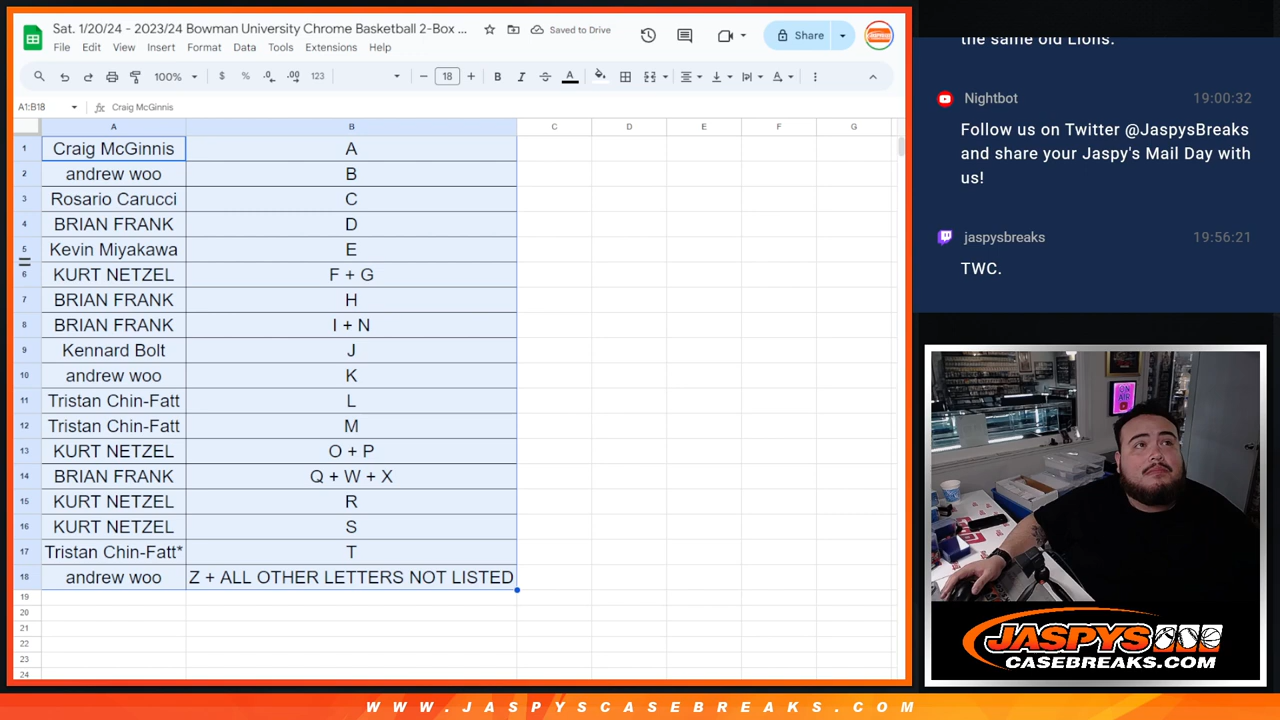 Sat. 1/20/24 - 2023/24 Bowman University Chrome Basketball 2-Box ...
Saved to Drive
Share
File Edit View Insert Format Data Tools Extensions Help
100% $ % .0 .00 123 18 B I A
A1:B18 fx Craig McGinnis
A B C D E F G
1 Craig McGinnis A
2 andrew woo B
3 Rosario Carucci C
4 BRIAN FRANK D
5 Kevin Miyakawa E
6 KURT NETZEL F + G
7 BRIAN FRANK H
8 BRIAN FRANK I + N
9 Kennard Bolt J
10 andrew woo K
11 Tristan Chin-Fatt L
12 Tristan Chin-Fatt M
13 KURT NETZEL O + P
14 BRIAN FRANK Q + W + X
15 KURT NETZEL R
16 KURT NETZEL S
17 Tristan Chin-Fatt* T
18 andrew woo Z + ALL OTHER LETTERS NOT LISTED
19
20
21
22
23
24
the same old Lions.
Nightbot 19:00:32
Follow us on Twitter @JaspysBreaks
and share your Jaspy's Mail Day with
us!
jaspysbreaks 19:56:21
TWC.
ON
AIR
JASPYS
CASEBREAKS.COM
WWW.JASPYSCASEBREAKS.COM